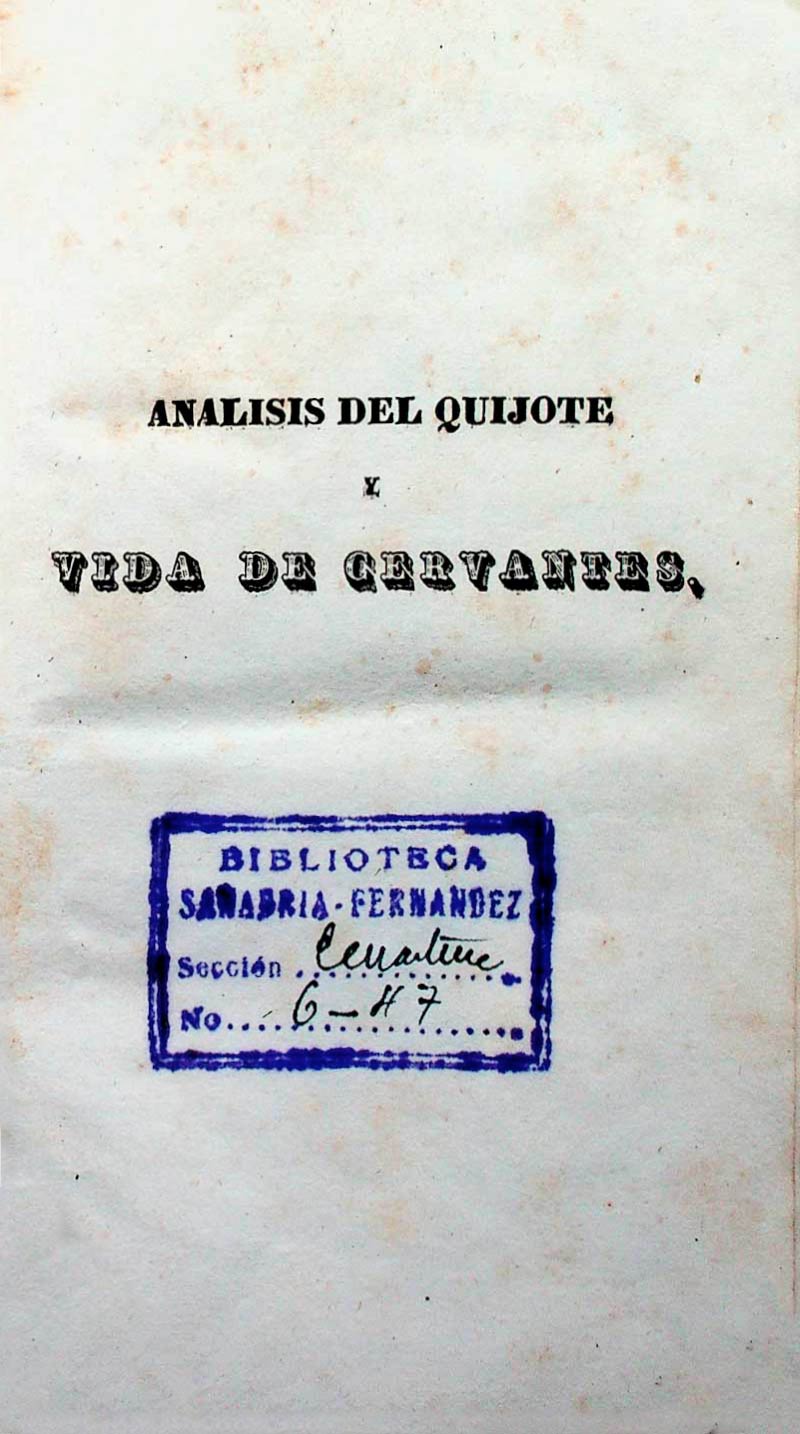 ANALISIS DEL QUIJOTE
Y
VIDA DE CERVANTES,
BIBLIOTECA
SANABRIA-FERNANDEZ
Sección
No. 6-47